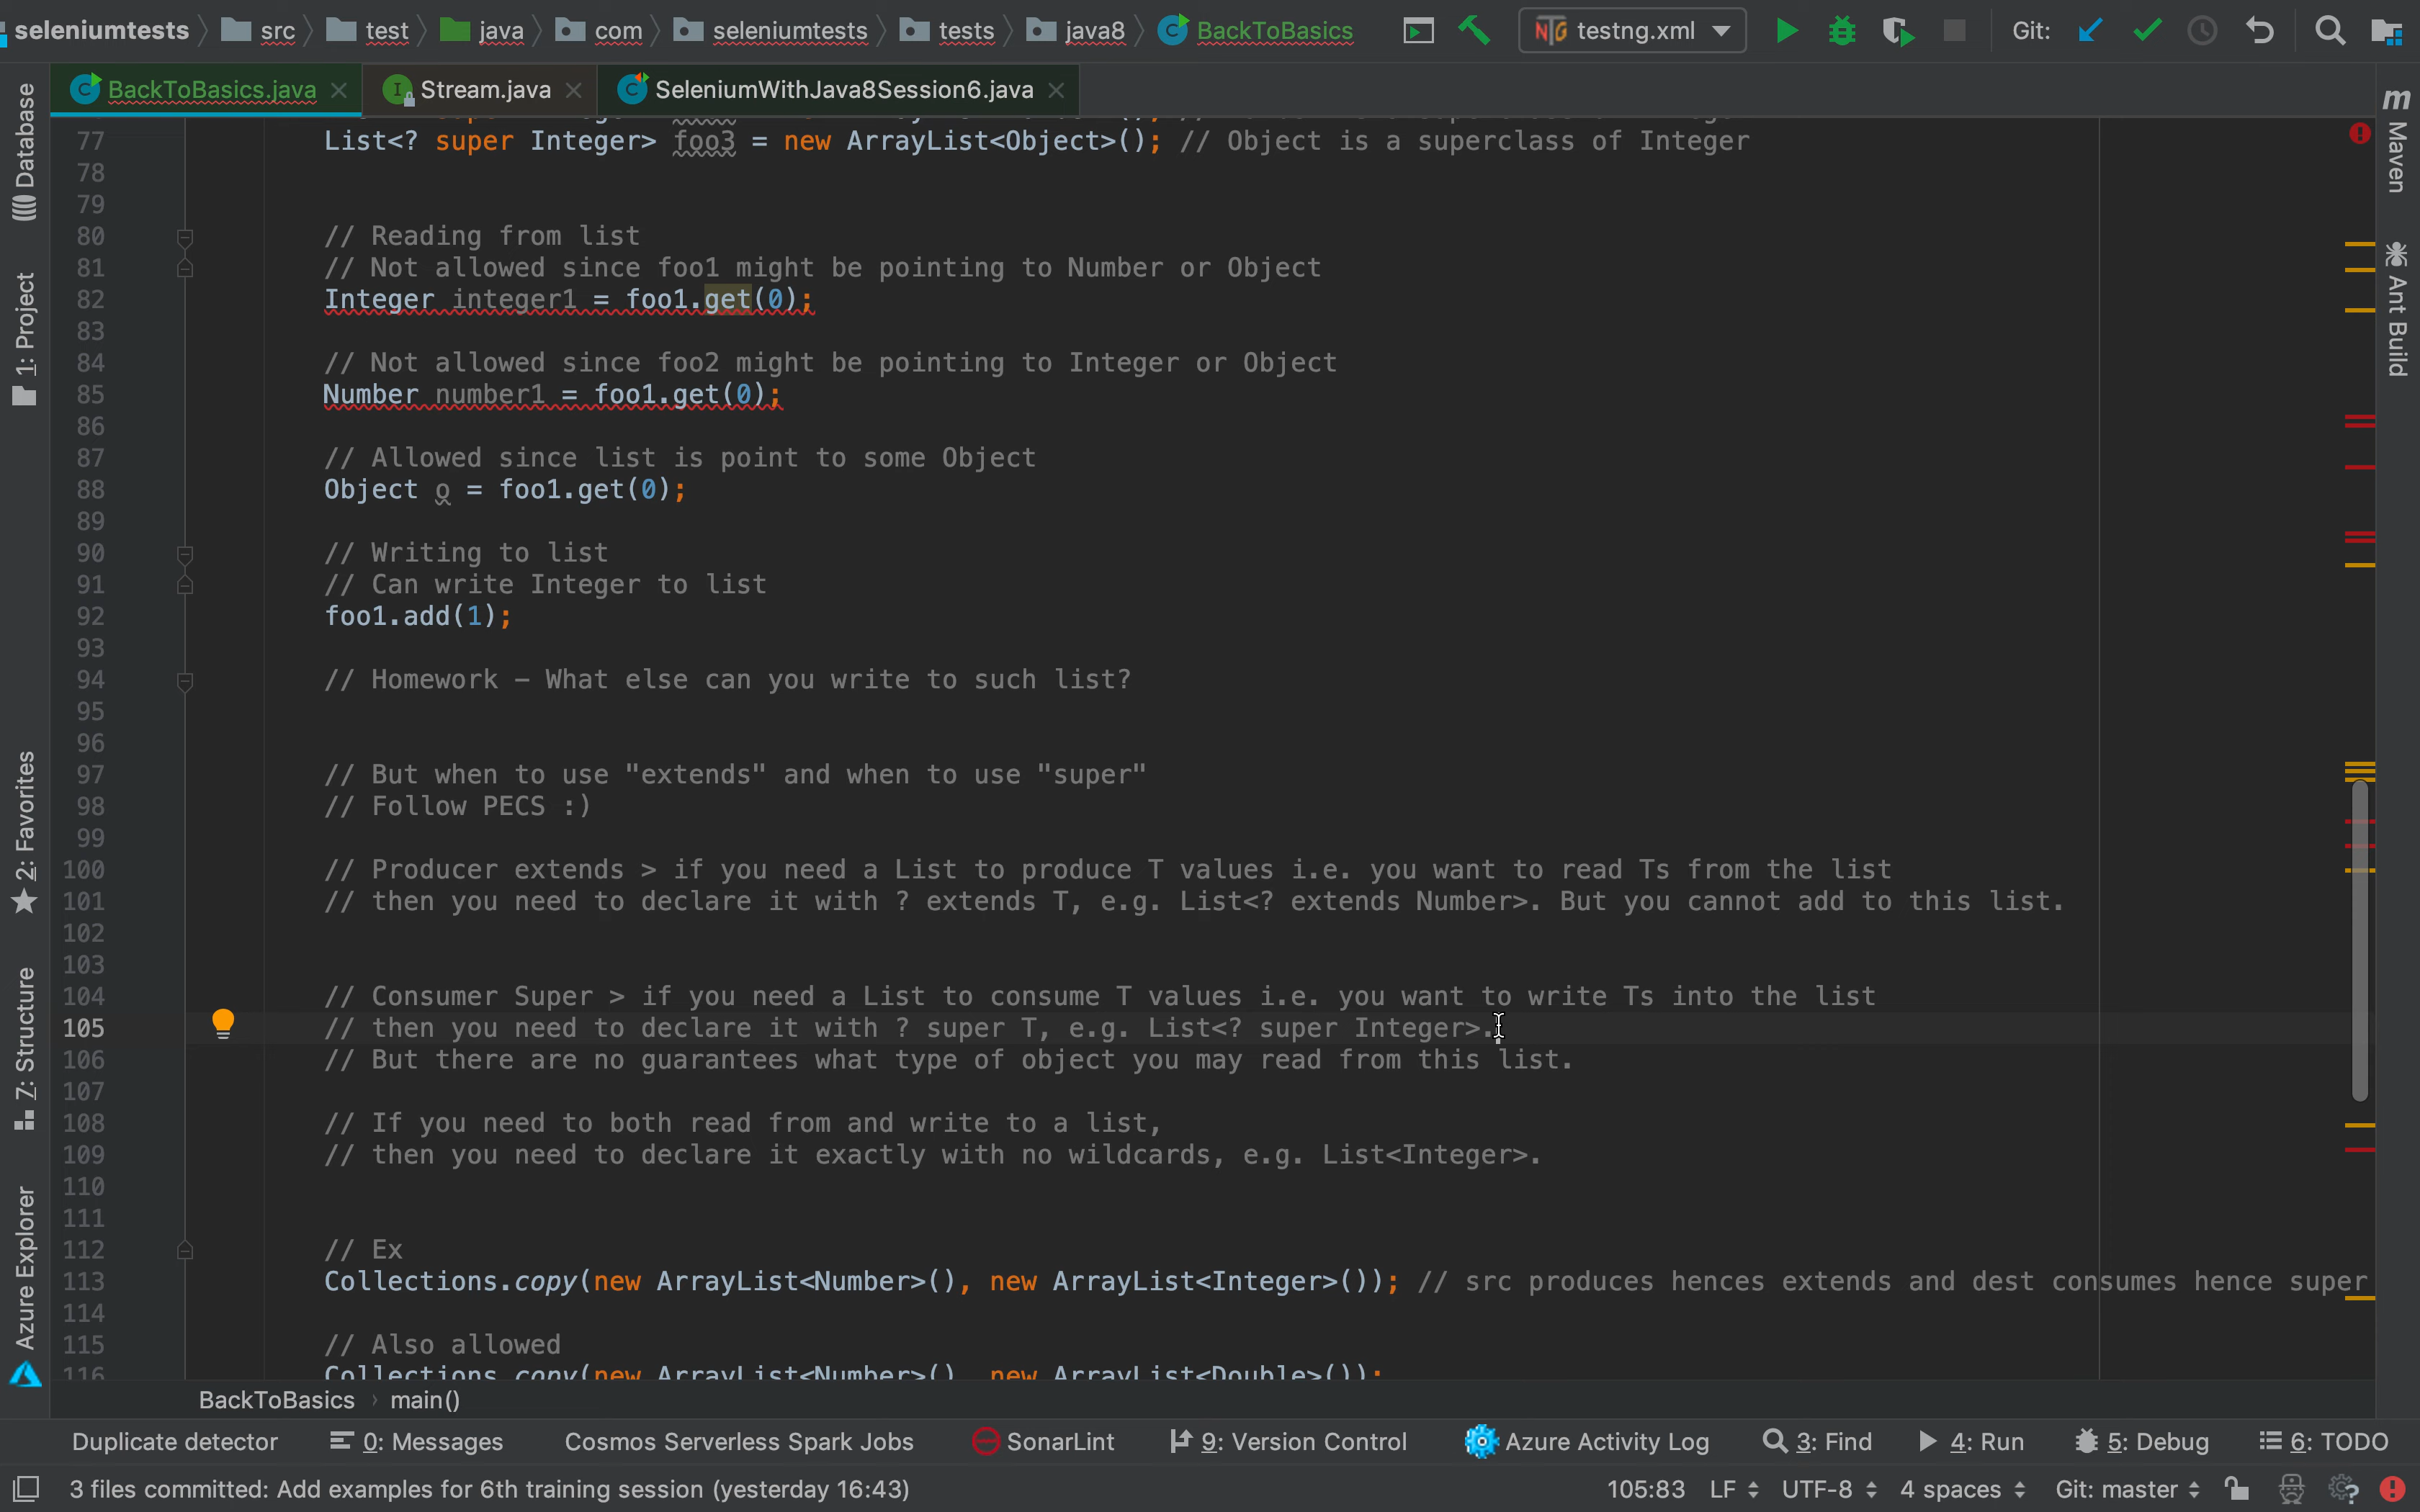 seleniumtests src test java com seleniumtests tests java8 BackToBasics testng.xml Git:
BackToBasics.java Stream.java SeleniumWithJava8Session6.java
77 List<? super Integer> foo3 = new ArrayList<Object>(); // Object is a superclass of Integer
78
79
80 // Reading from list
81 // Not allowed since foo1 might be pointing to Number or Object
82 Integer integer1 = foo1.get(0);
83
84 // Not allowed since foo2 might be pointing to Integer or Object
85 Number number1 = foo1.get(0);
86
87 // Allowed since list is point to some Object
88 Object o = foo1.get(0);
89
90 // Writing to list
91 // Can write Integer to list
92 foo1.add(1);
93
94 // Homework – What else can you write to such list?
95
96
97 // But when to use "extends" and when to use "super"
98 // Follow PECS :)
99
100 // Producer extends > if you need a List to produce T values i.e. you want to read Ts from the list
101 // then you need to declare it with ? extends T, e.g. List<? extends Number>. But you cannot add to this list.
102
103
104 // Consumer Super > if you need a List to consume T values i.e. you want to write Ts into the list
105 // then you need to declare it with ? super T, e.g. List<? super Integer>.
106 // But there are no guarantees what type of object you may read from this list.
107
108 // If you need to both read from and write to a list,
109 // then you need to declare it exactly with no wildcards, e.g. List<Integer>.
110
111
112 // Ex
113 Collections.copy(new ArrayList<Number>(), new ArrayList<Integer>()); // src produces hences extends and dest consumes hence super
114
115 // Also allowed
116 Collections.copy(new ArrayList<Number>(), new ArrayList<Double>());
Database
1: Project
2: Favorites
7: Structure
Azure Explorer
m Maven
Ant Build
BackToBasics main()
Duplicate detector 0: Messages Cosmos Serverless Spark Jobs SonarLint 9: Version Control Azure Activity Log 3: Find 4: Run 5: Debug 6: TODO
3 files committed: Add examples for 6th training session (yesterday 16:43) 105:83 LF UTF-8 4 spaces Git: master